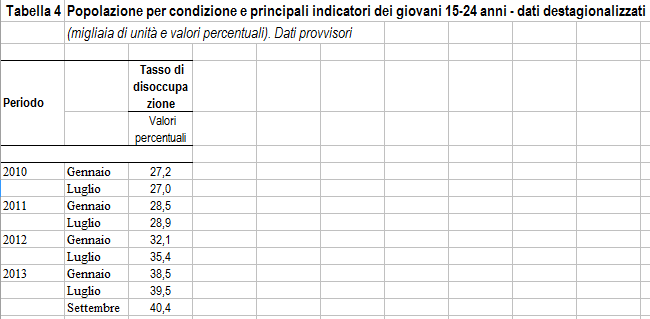 Tabella 4 Popolazione per condizione e principali indicatori dei giovani 15-24 anni - dati destagionalizzati
(migliaia di unità e valori percentuali). Dati provvisori
Periodo
Tasso di
disoccupa
zione
Valori
percentuali
2010 Gennaio 27,2
Luglio 27,0
2011 Gennaio 28,5
Luglio 28,9
2012 Gennaio 32,1
Luglio 35,4
2013 Gennaio 38,5
Luglio 39,5
Settembre 40,4